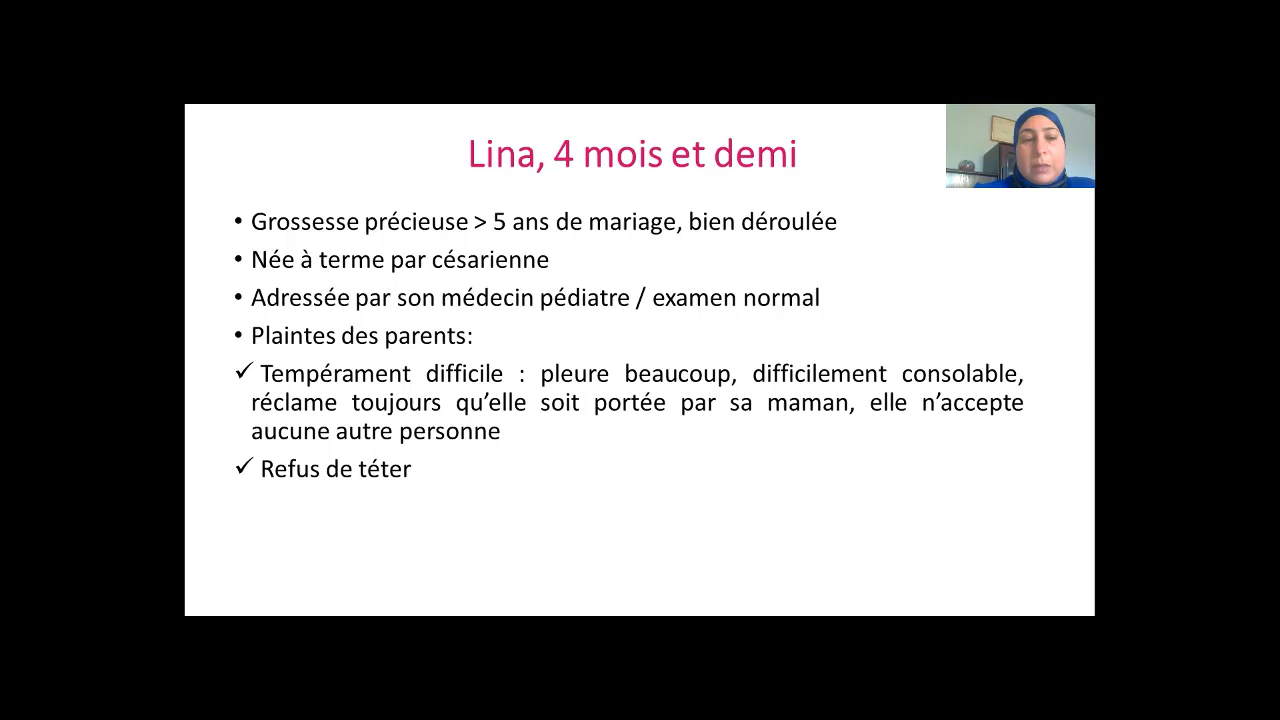 Lina, 4 mois et demi
• Grossesse précieuse > 5 ans de mariage, bien déroulée
• Née à terme par césarienne
• Adressée par son médecin pédiatre / examen normal
• Plaintes des parents:
✓ Tempérament difficile : pleure beaucoup, difficilement consolable,
réclame toujours qu’elle soit portée par sa maman, elle n’accepte
aucune autre personne
✓ Refus de téter